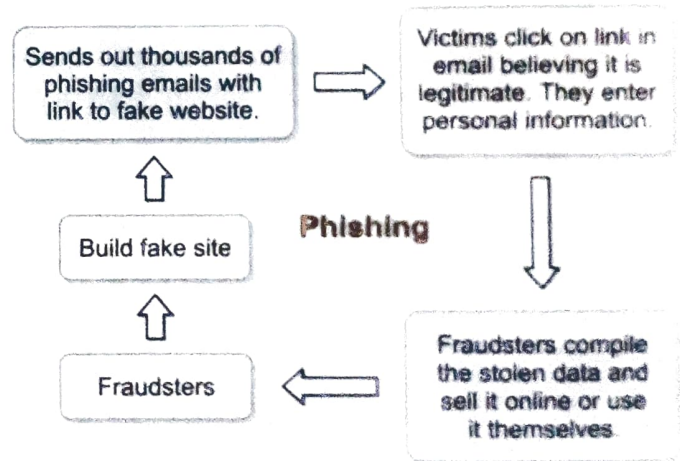 Sends out thousands of
phishing emails with
link to fake website.
Victims click on link in
email believing it is
legitimate. They enter
personal information.
Phishing
Build fake site
Fraudsters
Fraudsters compile
the stolen data and
sell it online or use
it themselves.